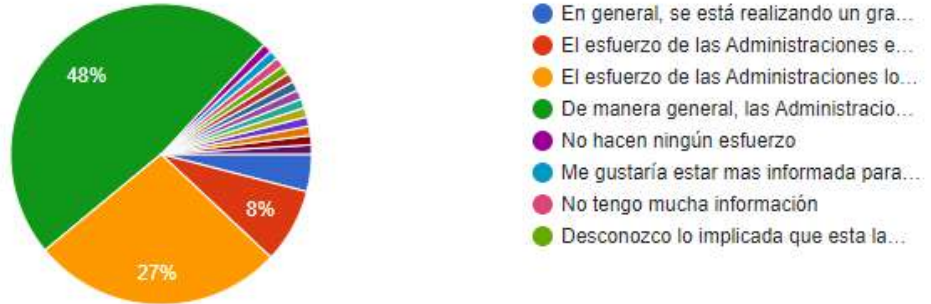 48%
8%
27%
En general, se está realizando un gra...
El esfuerzo de las Administraciones e...
El esfuerzo de las Administraciones lo...
De manera general, las Administracio...
No hacen ningún esfuerzo
Me gustaría estar mas informada para...
No tengo mucha información
Desconozco lo implicada que esta la...